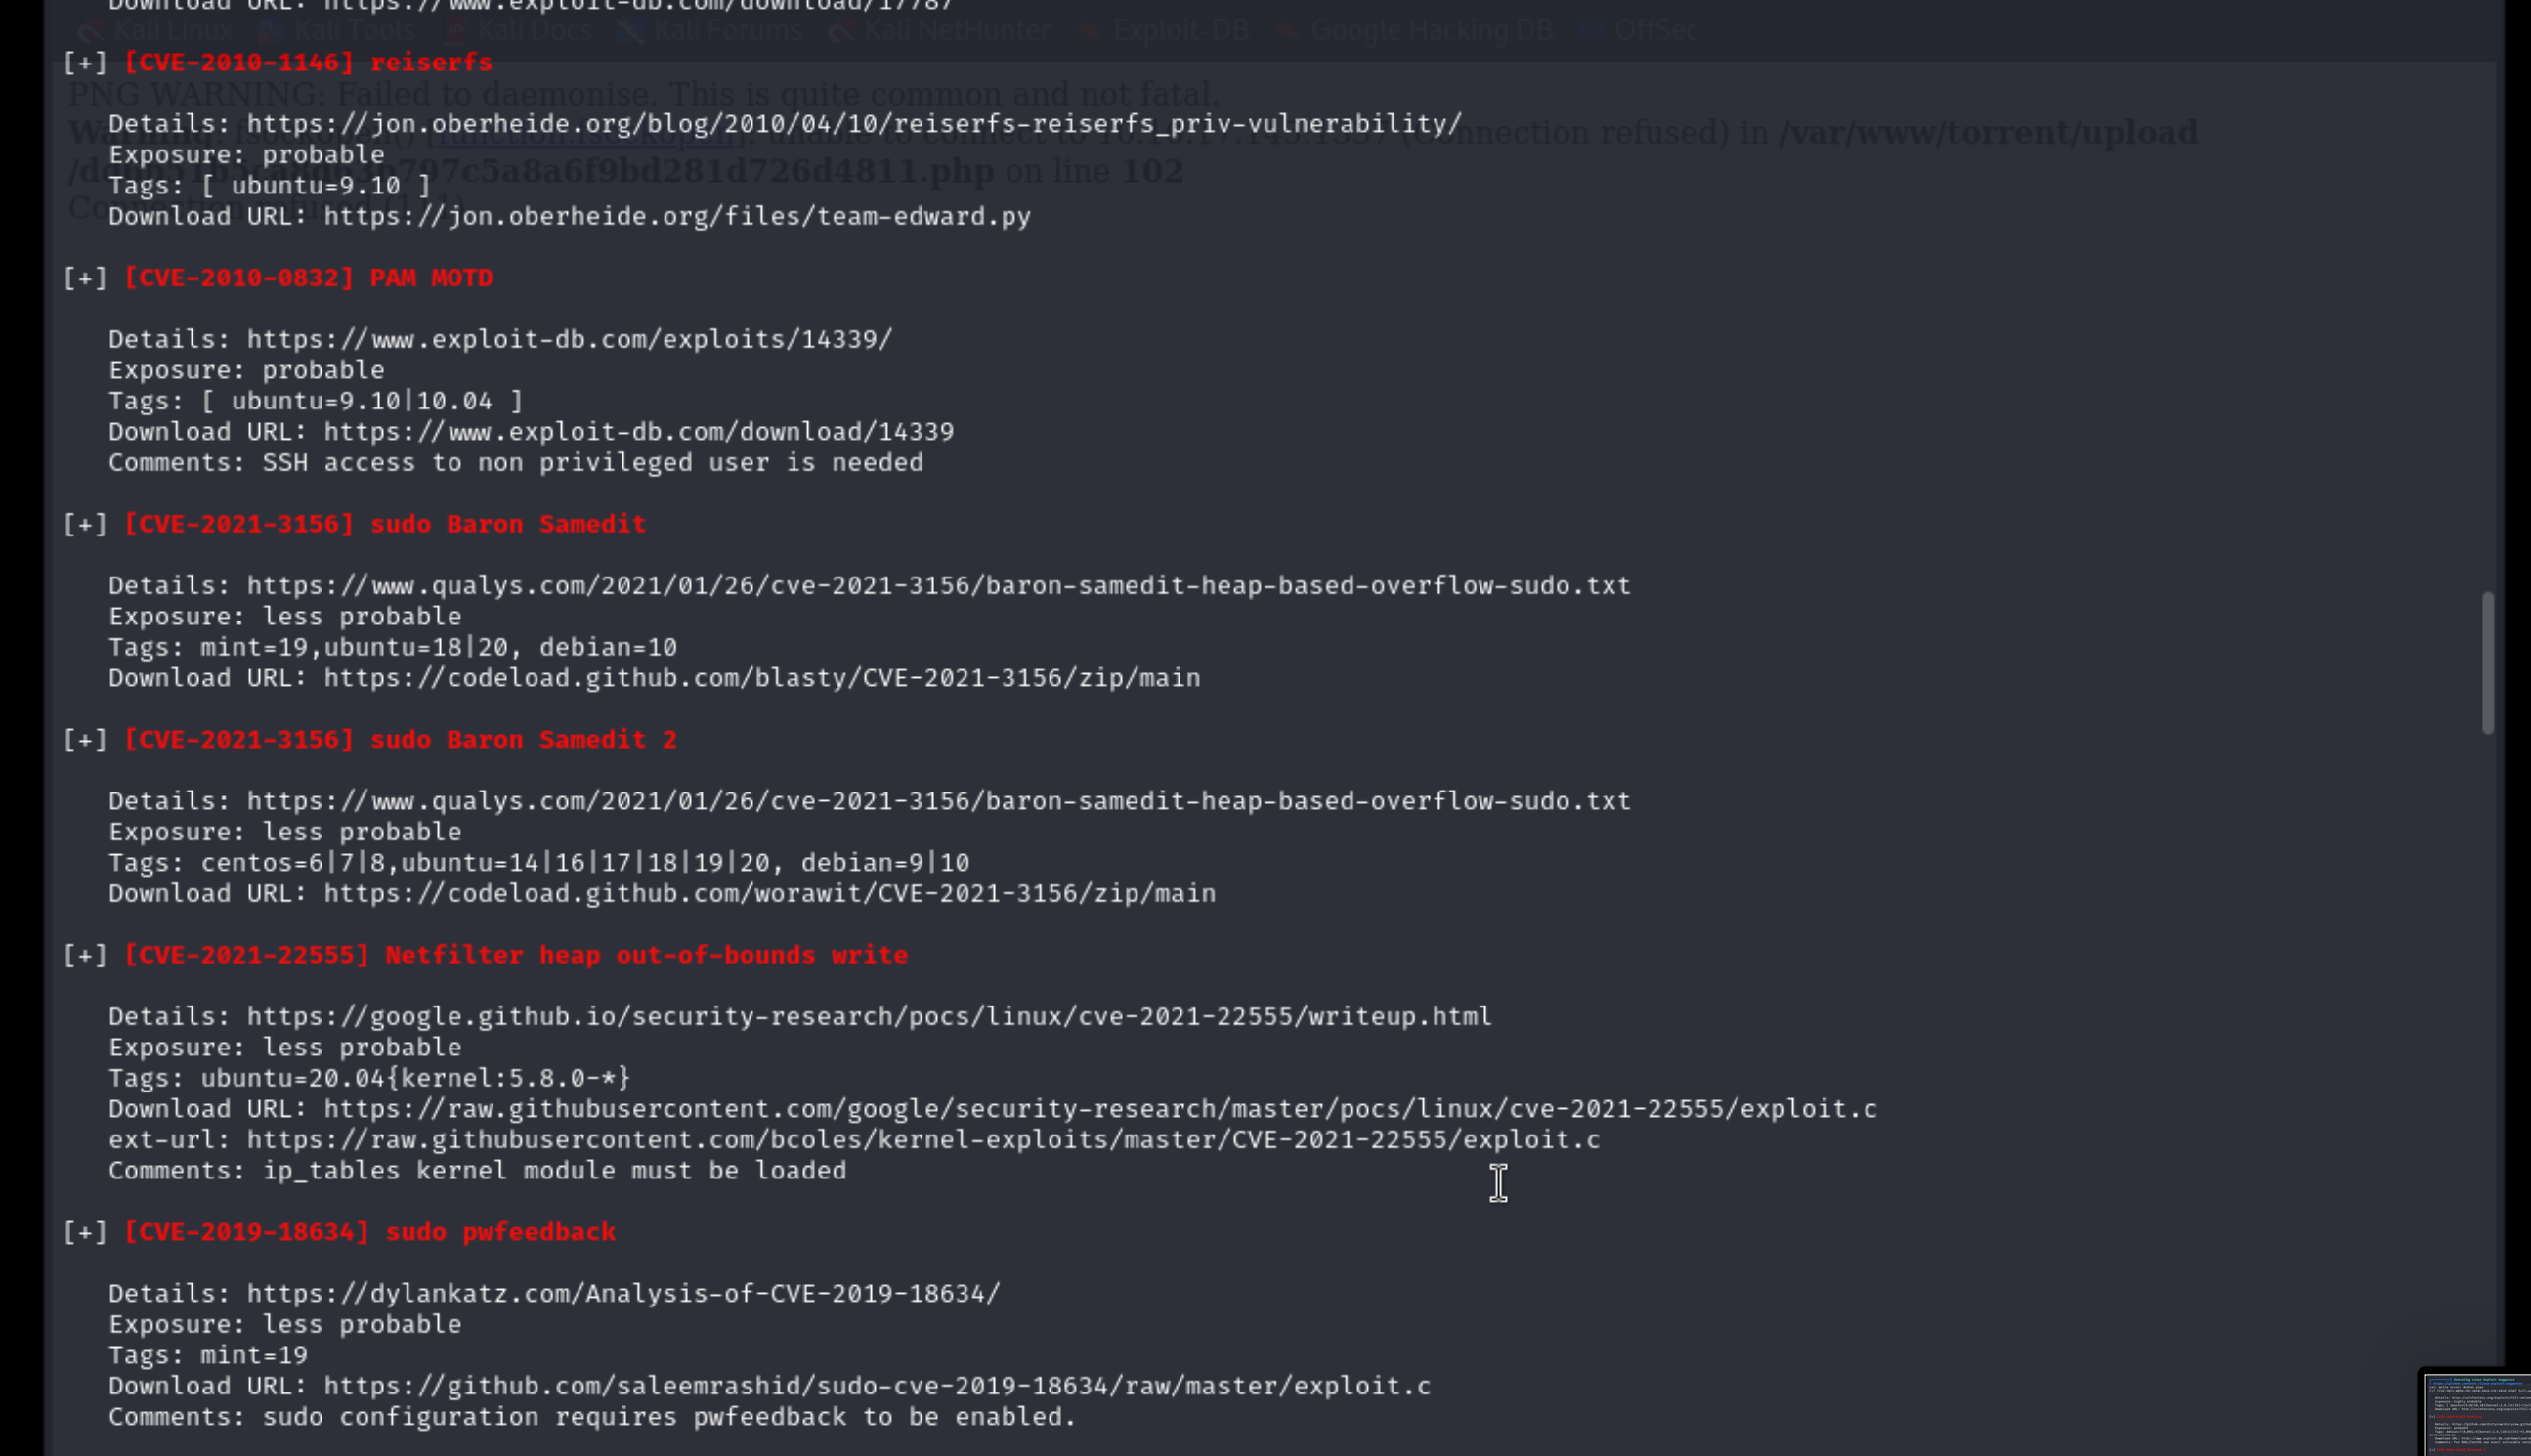 Download URL: https://www.exploit-db.com/download/17787
Kali Linux Kali Tools Kali Docs Kali Forums Kali NetHunter Exploit-DB Google Hacking DB OffSec
[+] [CVE-2010-1146] reiserfs
PNG WARNING: Failed to daemonise. This is quite common and not fatal.
Details: https://jon.oberheide.org/blog/2010/04/10/reiserfs-reiserfs_priv-vulnerability/
(Connection refused) in /var/www/torrent/upload
Exposure: probable
797c5a8a6f9bd281d726d4811.php on line 102
Tags: [ ubuntu=9.10 ]
Download URL: https://jon.oberheide.org/files/team-edward.py
[+] [CVE-2010-0832] PAM MOTD
Details: https://www.exploit-db.com/exploits/14339/
Exposure: probable
Tags: [ ubuntu=9.10|10.04 ]
Download URL: https://www.exploit-db.com/download/14339
Comments: SSH access to non privileged user is needed
[+] [CVE-2021-3156] sudo Baron Samedit
Details: https://www.qualys.com/2021/01/26/cve-2021-3156/baron-samedit-heap-based-overflow-sudo.txt
Exposure: less probable
Tags: mint=19,ubuntu=18|20, debian=10
Download URL: https://codeload.github.com/blasty/CVE-2021-3156/zip/main
[+] [CVE-2021-3156] sudo Baron Samedit 2
Details: https://www.qualys.com/2021/01/26/cve-2021-3156/baron-samedit-heap-based-overflow-sudo.txt
Exposure: less probable
Tags: centos=6|7|8,ubuntu=14|16|17|18|19|20, debian=9|10
Download URL: https://codeload.github.com/worawit/CVE-2021-3156/zip/main
[+] [CVE-2021-22555] Netfilter heap out-of-bounds write
Details: https://google.github.io/security-research/pocs/linux/cve-2021-22555/writeup.html
Exposure: less probable
Tags: ubuntu=20.04{kernel:5.8.0-*}
Download URL: https://raw.githubusercontent.com/google/security-research/master/pocs/linux/cve-2021-22555/exploit.c
ext-url: https://raw.githubusercontent.com/bcoles/kernel-exploits/master/CVE-2021-22555/exploit.c
Comments: ip_tables kernel module must be loaded
[+] [CVE-2019-18634] sudo pwfeedback
Details: https://dylankatz.com/Analysis-of-CVE-2019-18634/
Exposure: less probable
Tags: mint=19
Download URL: https://github.com/saleemrashid/sudo-cve-2019-18634/raw/master/exploit.c
Comments: sudo configuration requires pwfeedback to be enabled.